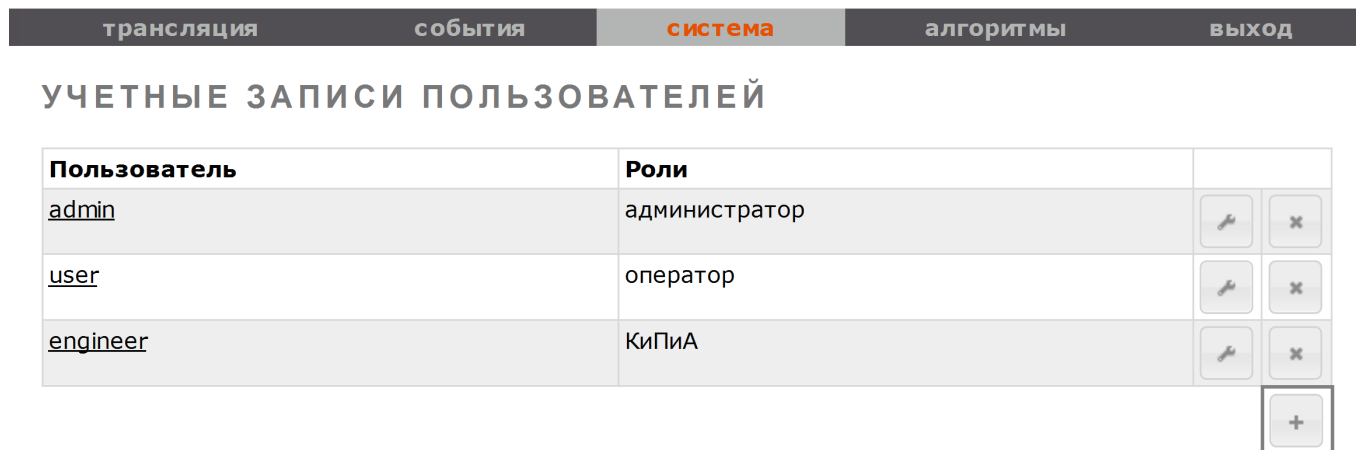 трансляция события система алгоритмы выход
УЧЕТНЫЕ ЗАПИСИ ПОЛЬЗОВАТЕЛЕЙ
Пользователь Роли
admin администратор
user оператор
engineer КиПиА